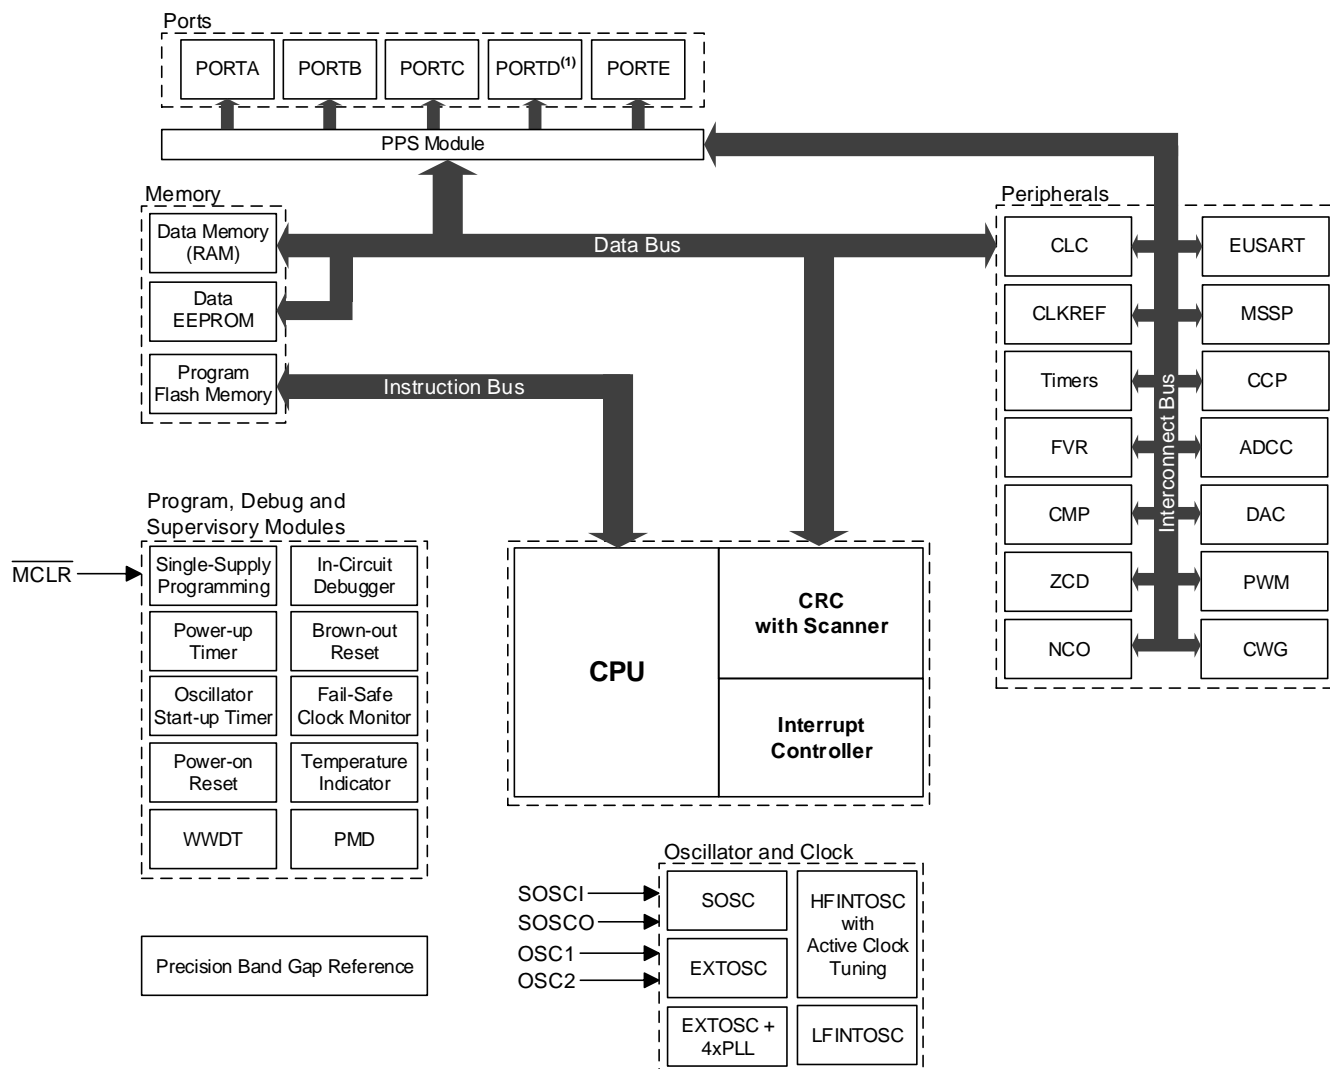 Ports
PORTA
PORTB
PORTC
PORTD(1)
PORTE
PPS Module
Memory
Data Memory
(RAM)
Data
EEPROM
Program
Flash Memory
Data Bus
Instruction Bus
Peripherals
CLC
EUSART
CLKREF
MSSP
Timers
CCP
FVR
ADCC
CMP
DAC
ZCD
PWM
NCO
CWG
Interconnect Bus
Program, Debug and
Supervisory Modules
MCLR
Single-Supply
Programming
In-Circuit
Debugger
Power-up
Timer
Brown-out
Reset
Oscillator
Start-up Timer
Fail-Safe
Clock Monitor
Power-on
Reset
Temperature
Indicator
WWDT
PMD
CPU
CRC
with Scanner
Interrupt
Controller
Precision Band Gap Reference
Oscillator and Clock
SOSCI
SOSCO
OSC1
OSC2
SOSC
HFINTOSC
with
Active Clock
Tuning
EXTOSC
EXTOSC +
4xPLL
LFINTOSC